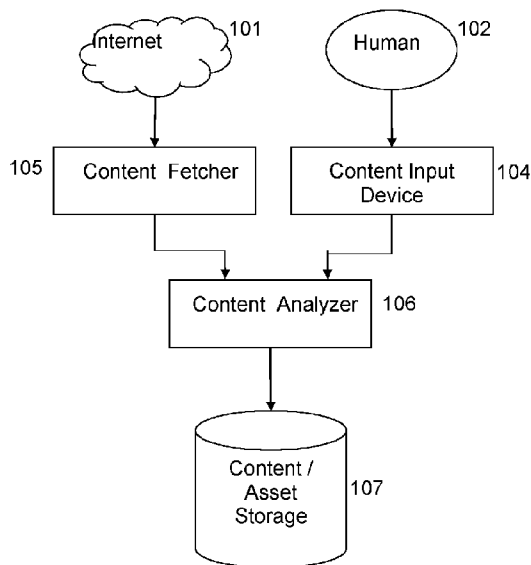 Internet
101
Human
102
105
Content Fetcher
Content Input
Device
104
Content Analyzer
106
Content /
Asset
Storage
107